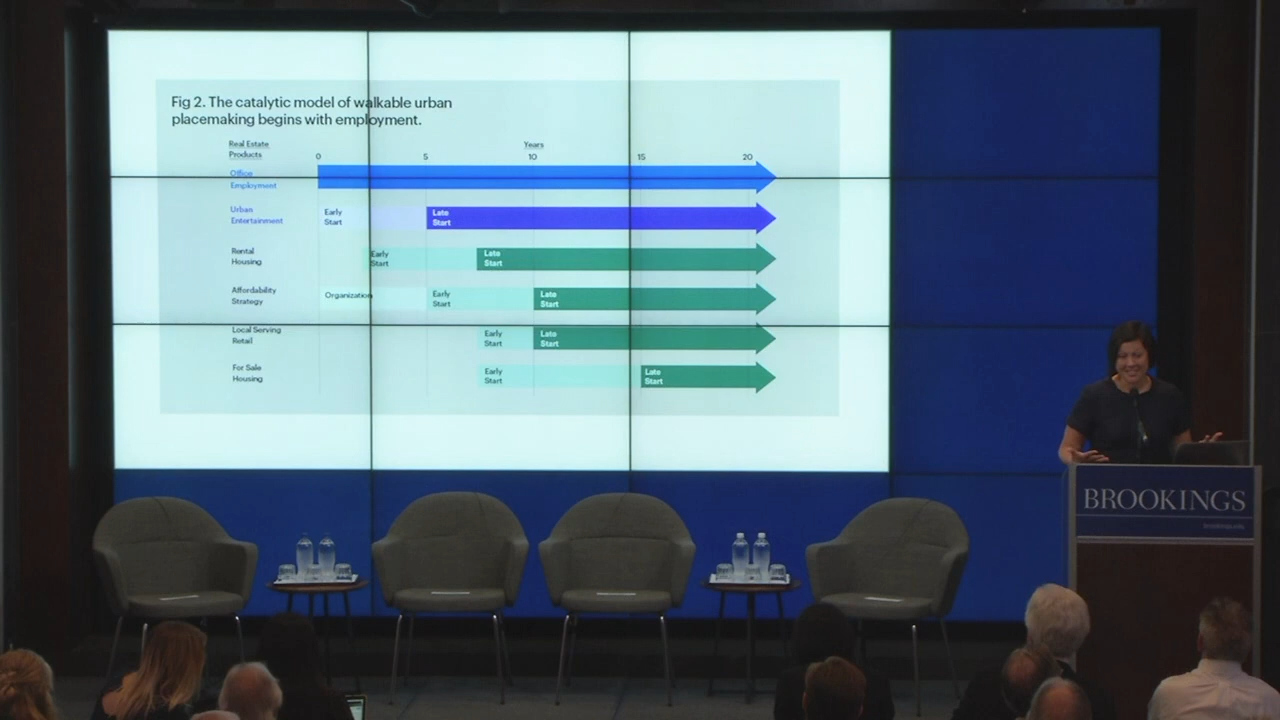 Fig 2. The catalytic model of walkable urban
placemaking begins with employment.
Real Estate
Products
Years
0 5 10 15 20
Office
Employment
Urban
Entertainment
Early
Start
Late
Start
Rental
Housing
Early
Start
Late
Start
Affordability
Strategy
Organization
Early
Start
Late
Start
Local Serving
Retail
Early
Start
Late
Start
For Sale
Housing
Early
Start
Late
Start
BROOKINGS
brookings.edu